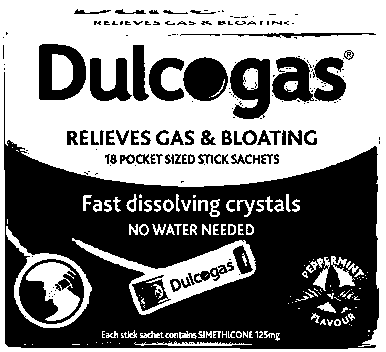 RELIEVES GAS & BLOATING
Dulcogas®
RELIEVES GAS & BLOATING
18 POCKET SIZED STICK SACHETS
Fast dissolving crystals
NO WATER NEEDED
Dulcogas
PEPPERMINT
FLAVOUR
Each stick sachet contains SIMETHICONE 125mg